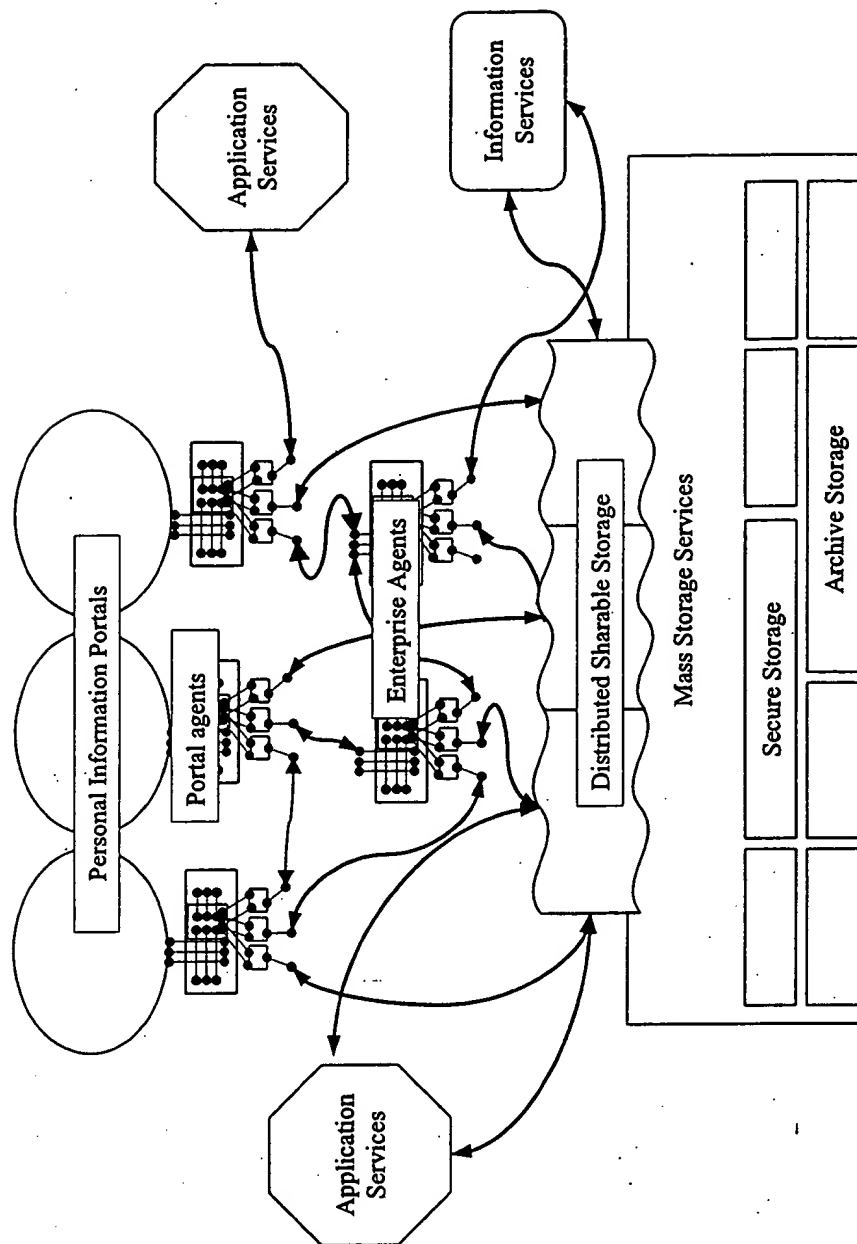 Personal Information Portals
Application
Services
Portal agents
Enterprise Agents
Application
Services
Information
Services
Distributed Sharable Storage
Mass Storage Services
Secure Storage
Archive Storage